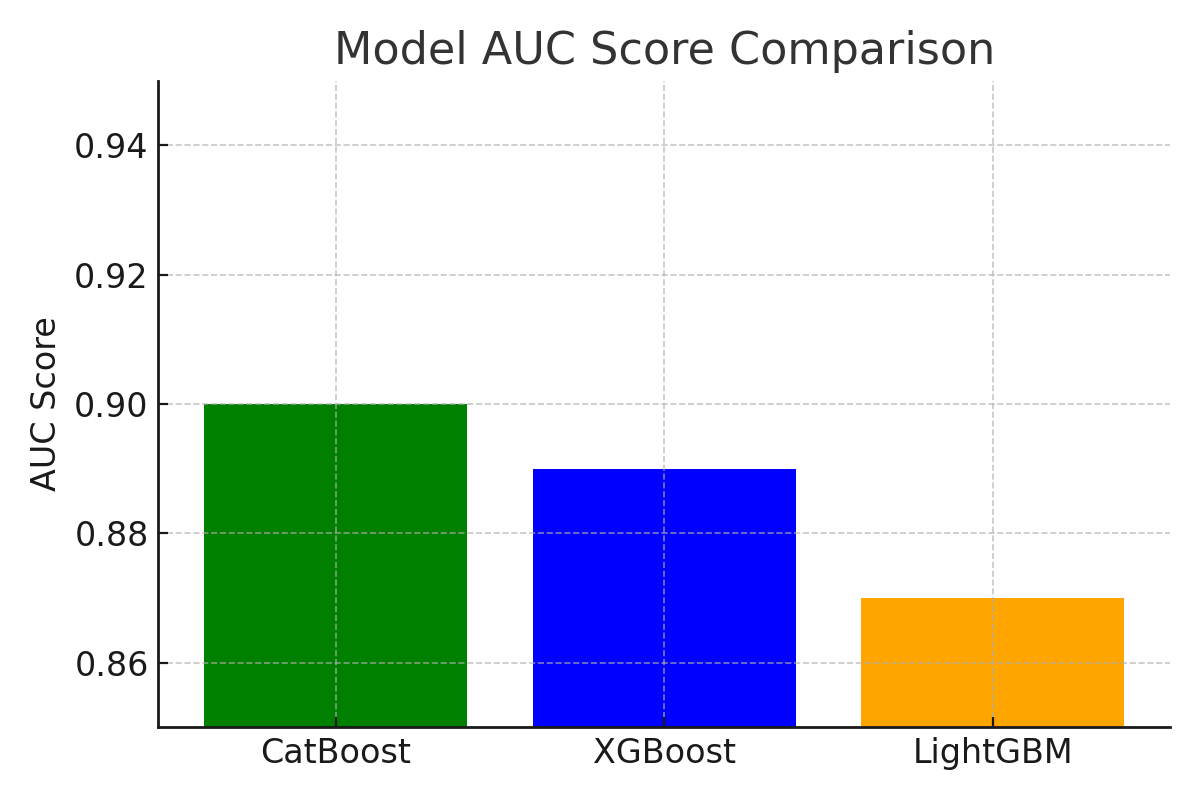 Model AUC Score Comparison
AUC Score
0.94
0.92
0.90
0.88
0.86
CatBoost XGBoost LightGBM